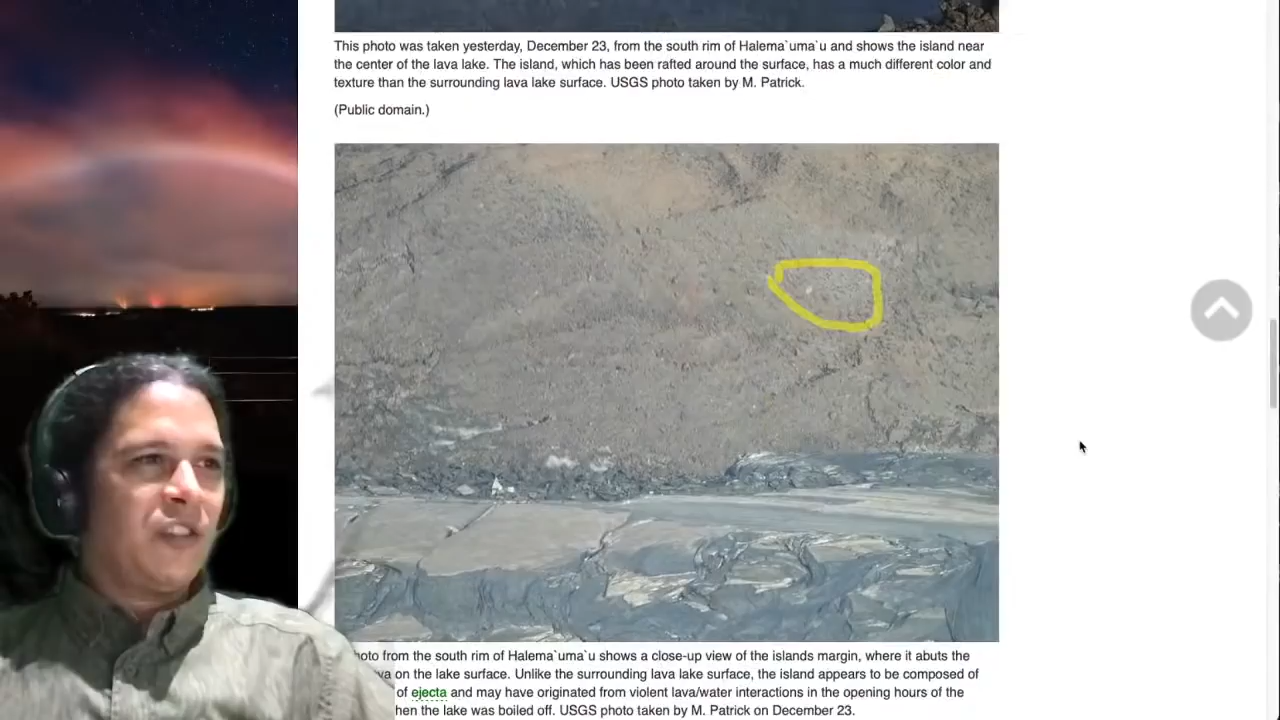 This photo was taken yesterday, December 23, from the south rim of Halema`uma`u and shows the island near
the center of the lava lake. The island, which has been rafted around the surface, has a much different color and
texture than the surrounding lava lake surface. USGS photo taken by M. Patrick.
(Public domain.)
photo from the south rim of Halema`uma`u shows a close-up view of the islands margin, where it abuts the
on the lake surface. Unlike the surrounding lava lake surface, the island appears to be composed of
of ejecta and may have originated from violent lava/water interactions in the opening hours of the
the lake was boiled off. USGS photo taken by M. Patrick on December 23.